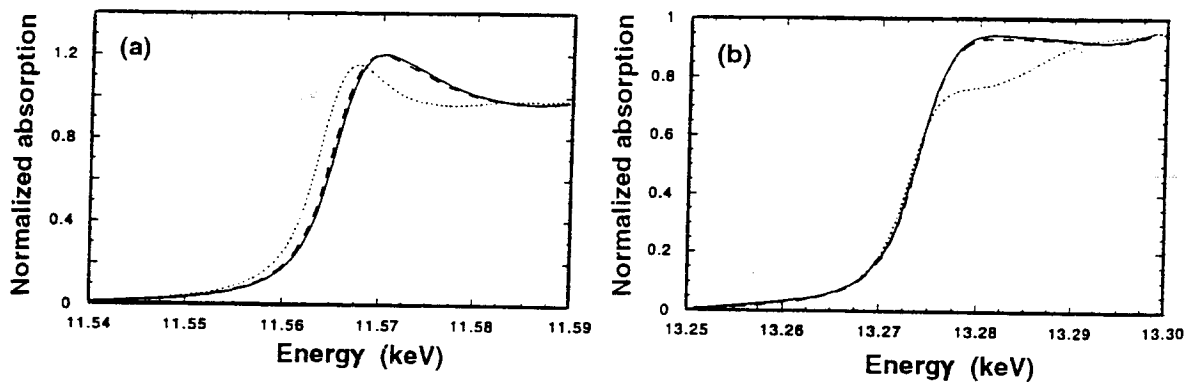 (a)
Normalized absorption
1.2
0.8
0.4
0
11.54 11.55 11.56 11.57 11.58 11.59
Energy (keV)
(b)
Normalized absorption
1
0.8
0.6
0.4
0.2
0
13.25 13.26 13.27 13.28 13.29 13.30
Energy (keV)